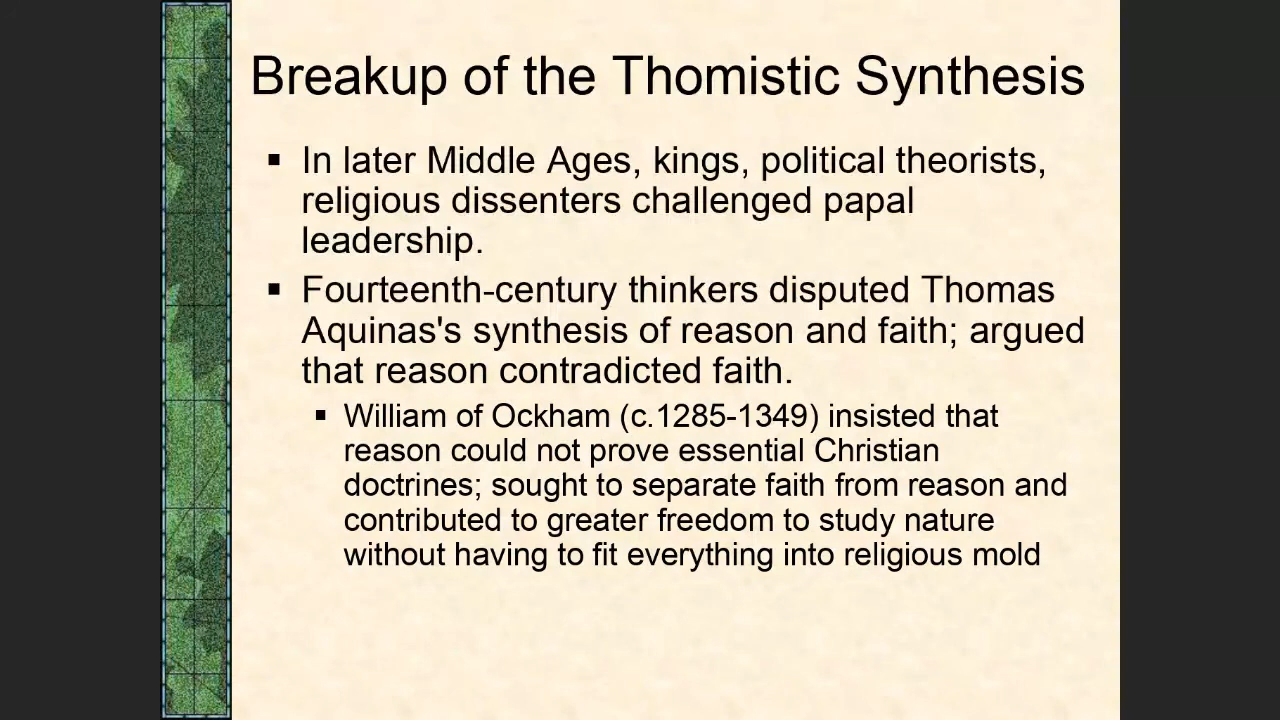 Breakup of the Thomistic Synthesis
▪ In later Middle Ages, kings, political theorists,
religious dissenters challenged papal
leadership.
▪ Fourteenth-century thinkers disputed Thomas
Aquinas's synthesis of reason and faith; argued
that reason contradicted faith.
▪ William of Ockham (c.1285-1349) insisted that
reason could not prove essential Christian
doctrines; sought to separate faith from reason and
contributed to greater freedom to study nature
without having to fit everything into religious mold